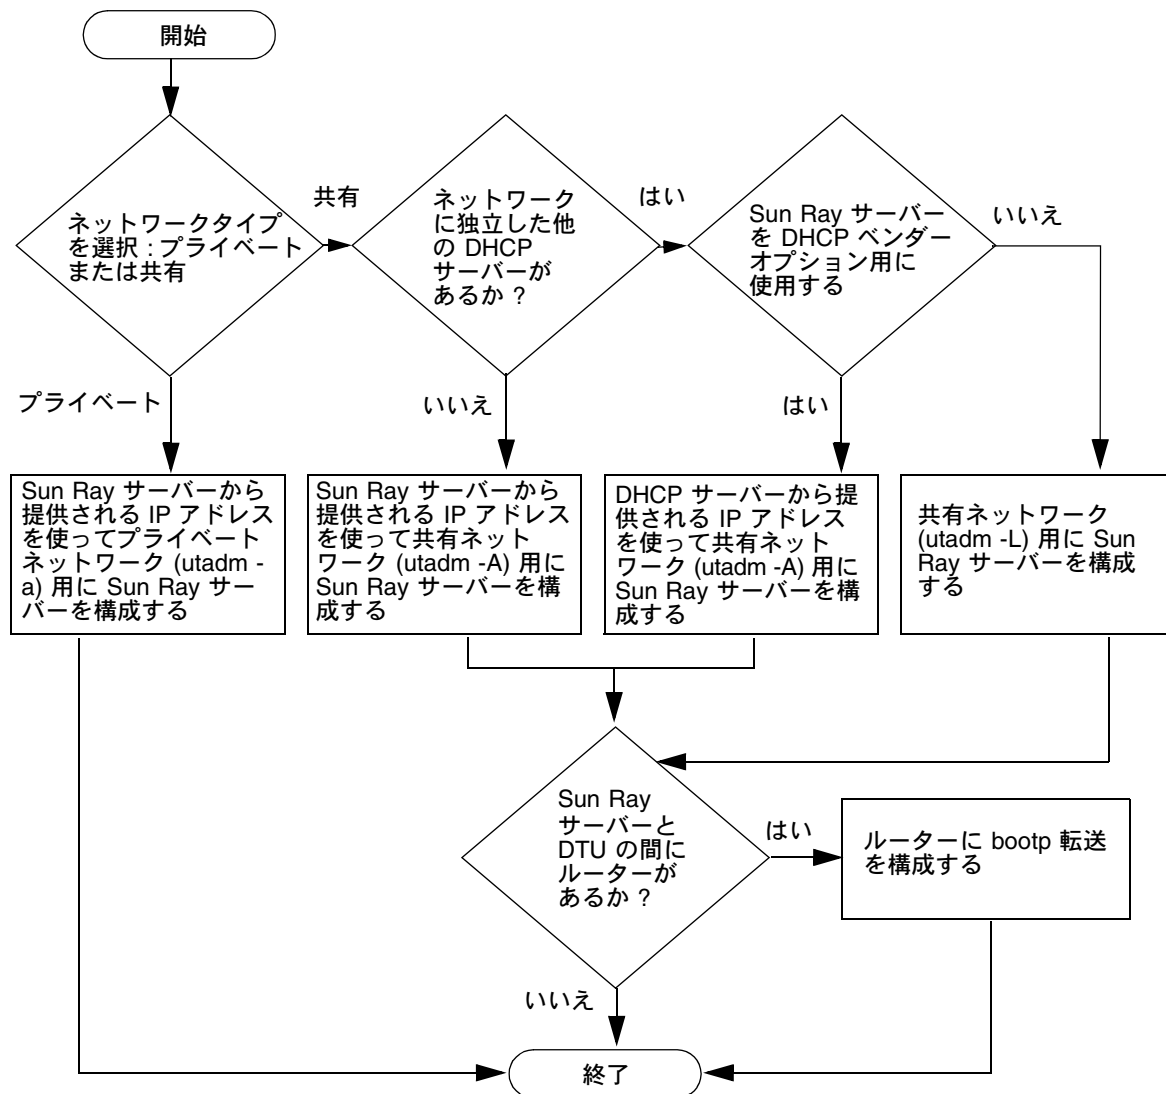 開始
共有
はい
いいえ
ネットワークタイプ
を選択 : プライベート
または共有
ネットワーク
に独立した他
の DHCP
サーバーが
あるか ?
Sun Ray サーバー
を DHCP ベンダー
オプション用に
使用する
プライベート
いいえ
はい
Sun Ray サーバーから
提供される IP アドレス
を使ってプライベート
ネットワーク (utadm -
a) 用に Sun Ray サー
バーを構成する
Sun Ray サーバーから
提供される IP アドレス
を使って共有ネット
ワーク (utadm -A) 用に
Sun Ray サーバーを構
成する
DHCP サーバーから提
供される IP アドレス
を使って共有ネット
ワーク (utadm -A) 用に
Sun Ray サーバーを構
成する
共有ネットワーク
(utadm -L) 用に Sun
Ray サーバーを構成
する
Sun Ray
サーバーと
DTU の間に
ルーターが
あるか ?
はい
ルーターに bootp 転送
を構成する
いいえ
終了